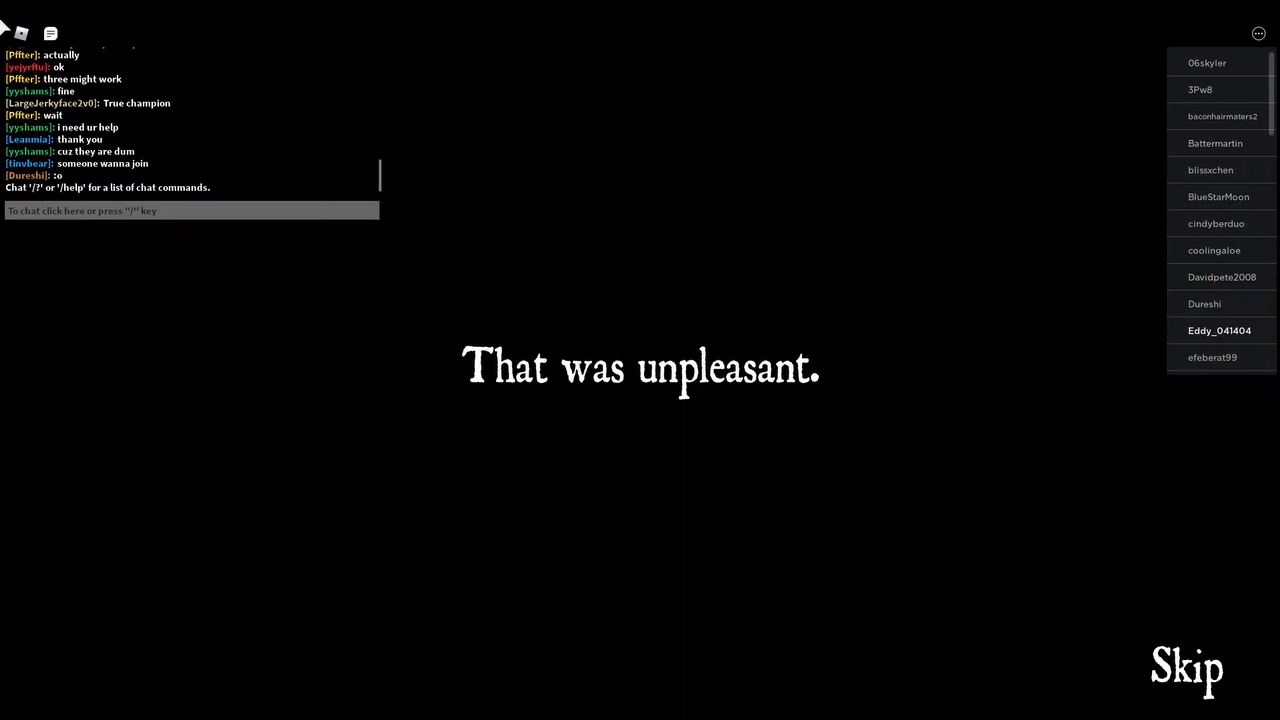 [Pffter]: actually
[yejyrftu]: ok
[Pffter]: three might work
[yyshams]: fine
[LargeJerkyface2v0]: True champion
[Pffter]: wait
[yyshams]: i need ur help
[Leanmia]: thank you
[yyshams]: cuz they are dum
[tinvbear]: someone wanna join
[Dureshi]: :o
Chat '/?' or '/help' for a list of chat commands.
To chat click here or press "/" key
06skyler
3Pw8
baconhairmaters2
Battermartin
blissxchen
BlueStarMoon
cindyberduo
coolingaloe
Davidpete2008
Dureshi
Eddy_041404
efeberat99
That was unpleasant.
Skip